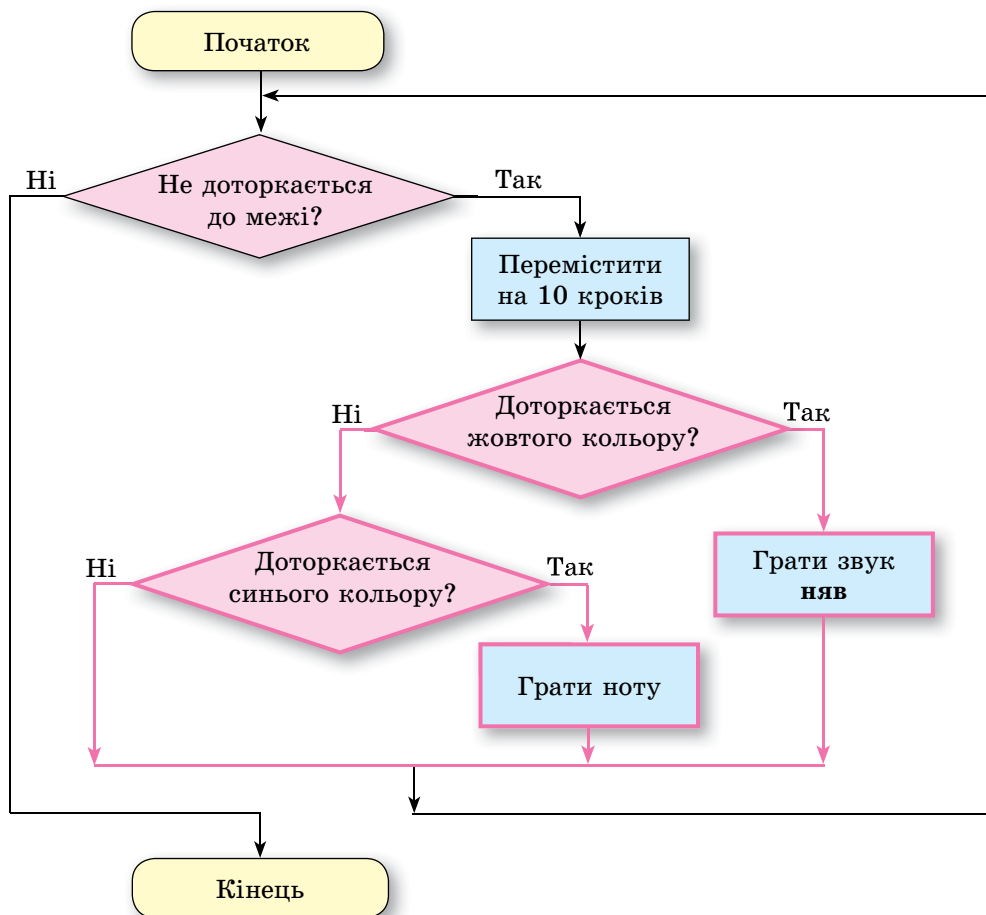 Початок
Ні
Не доторкається
до межі?
Так
Перемістити
на 10 кроків
Ні
Доторкається
жовтого кольору?
Так
Ні
Доторкається
синього кольору?
Так
Грати звук
няв
Грати ноту
Кінець